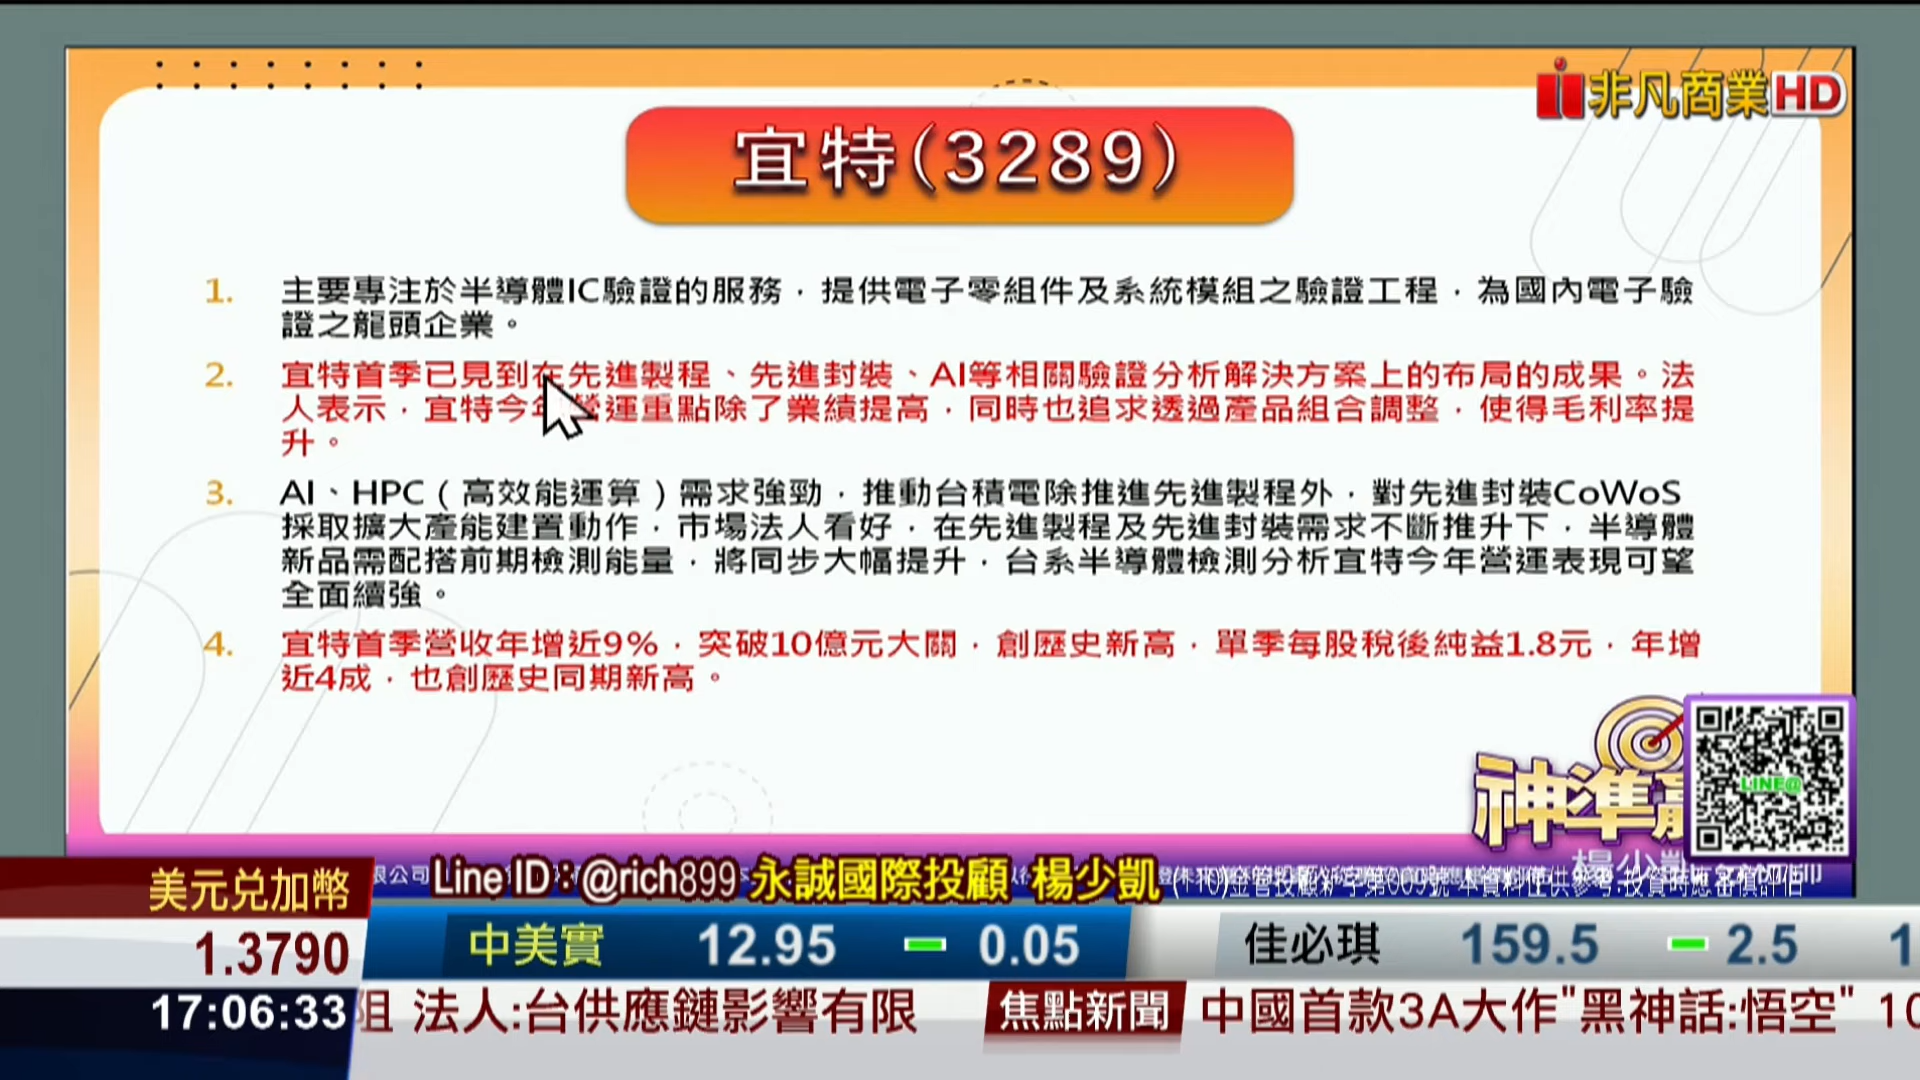 非凡商業HD
宜特(3289)
1. 主要專注於半導體IC驗證的服務，提供電子零組件及系統模組之驗證工程，為國內電子驗
證之龍頭企業。
2. 宜特首季已見到在先進製程、先進封裝、AI等相關驗證分析解決方案上的布局的成果。法
人表示，宜特今年營運重點除了業績提高，同時也追求透過產品組合調整，使得毛利率提
升。
3. AI、HPC（高效能運算）需求強勁，推動台積電除推進先進製程外，對先進封裝CoWoS
採取擴大產能建置動作，市場法人看好，在先進製程及先進封裝需求不斷推升下，半導體
新品需配搭前期檢測能量，將同步大幅提升，台系半導體檢測分析宜特今年營運表現可望
全面續強。
4. 宜特首季營收年增近9%，突破10億元大關，創歷史新高，單季每股稅後純益1.8元，年增
近4成，也創歷史同期新高。
神準
LINE@
限公司
Line ID：@rich899 永誠國際投顧 楊少凱
美元兌加幣
1.3790
中美實 12.95 － 0.05
佳必琪 159.5 － 2.5 1
17:06:33
阻 法人:台供應鏈影響有限
焦點新聞
中國首款3A大作"黑神話:悟空" 10